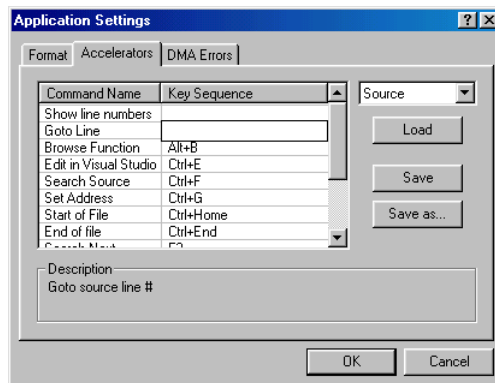 Application Settings
Format Accelerators DMA Errors
Command Name Key Sequence
Show line numbers
Goto Line
Browse Function Alt+B
Edit in Visual Studio Ctrl+E
Search Source Ctrl+F
Set Address Ctrl+G
Start of File Ctrl+Home
End of file Ctrl+End
Source
Load
Save
Save as...
Description
Goto source line #
OK Cancel